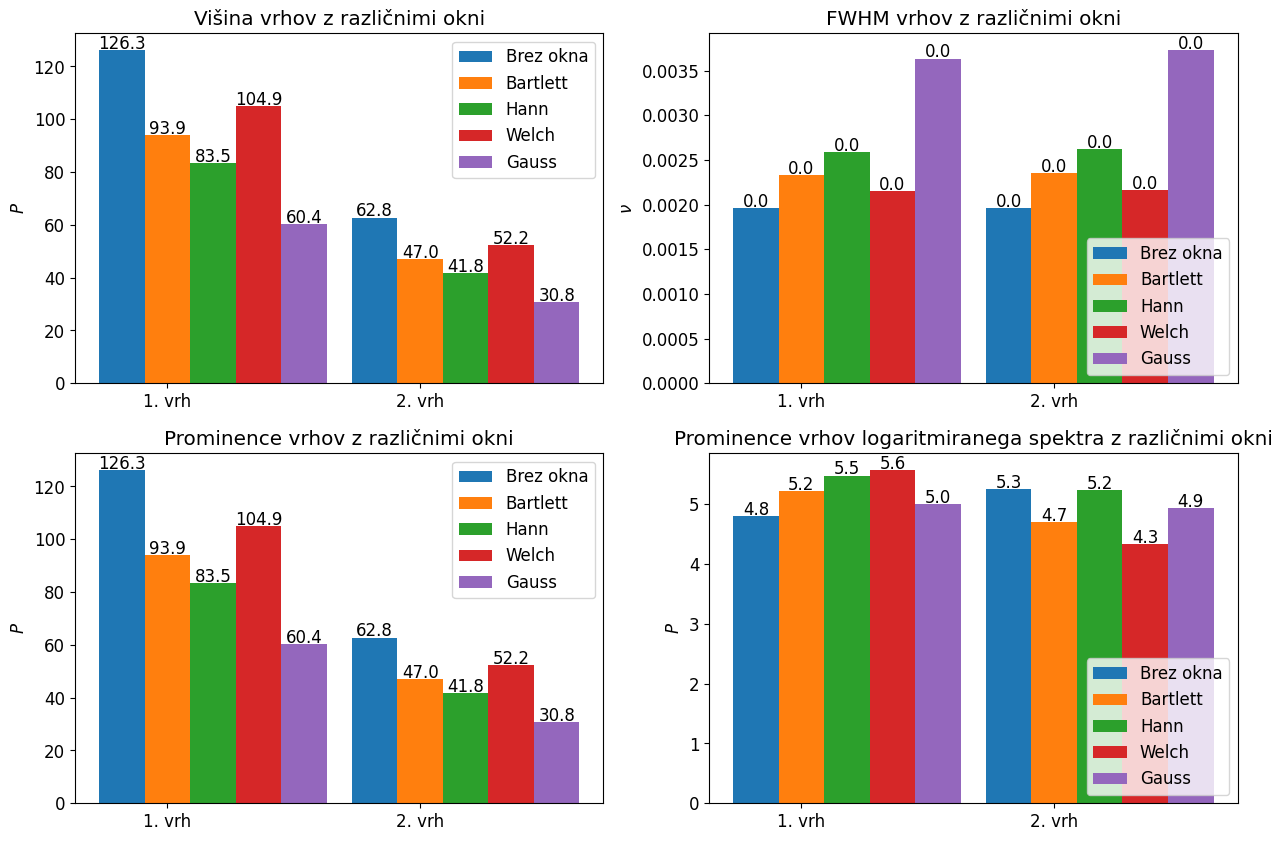 Višina vrhov z različnimi okni
126.3
93.9
83.5
104.9
60.4
62.8
47.0
41.8
52.2
30.8
Brez okna
Bartlett
Hann
Welch
Gauss
P
120
100
80
60
40
20
0
1. vrh
2. vrh
FWHM vrhov z različnimi okni
0.0
0.0
0.0
0.0
0.0
0.0
0.0
0.0
0.0
0.0
Brez okna
Bartlett
Hann
Welch
Gauss
ν
0.0035
0.0030
0.0025
0.0020
0.0015
0.0010
0.0005
0.0000
1. vrh
2. vrh
Prominence vrhov z različnimi okni
126.3
93.9
83.5
104.9
60.4
62.8
47.0
41.8
52.2
30.8
Brez okna
Bartlett
Hann
Welch
Gauss
P
120
100
80
60
40
20
0
1. vrh
2. vrh
Prominence vrhov logaritmiranega spektra z različnimi okni
4.8
5.2
5.5
5.6
5.0
5.3
4.7
5.2
4.3
4.9
Brez okna
Bartlett
Hann
Welch
Gauss
P
5
4
3
2
1
0
1. vrh
2. vrh